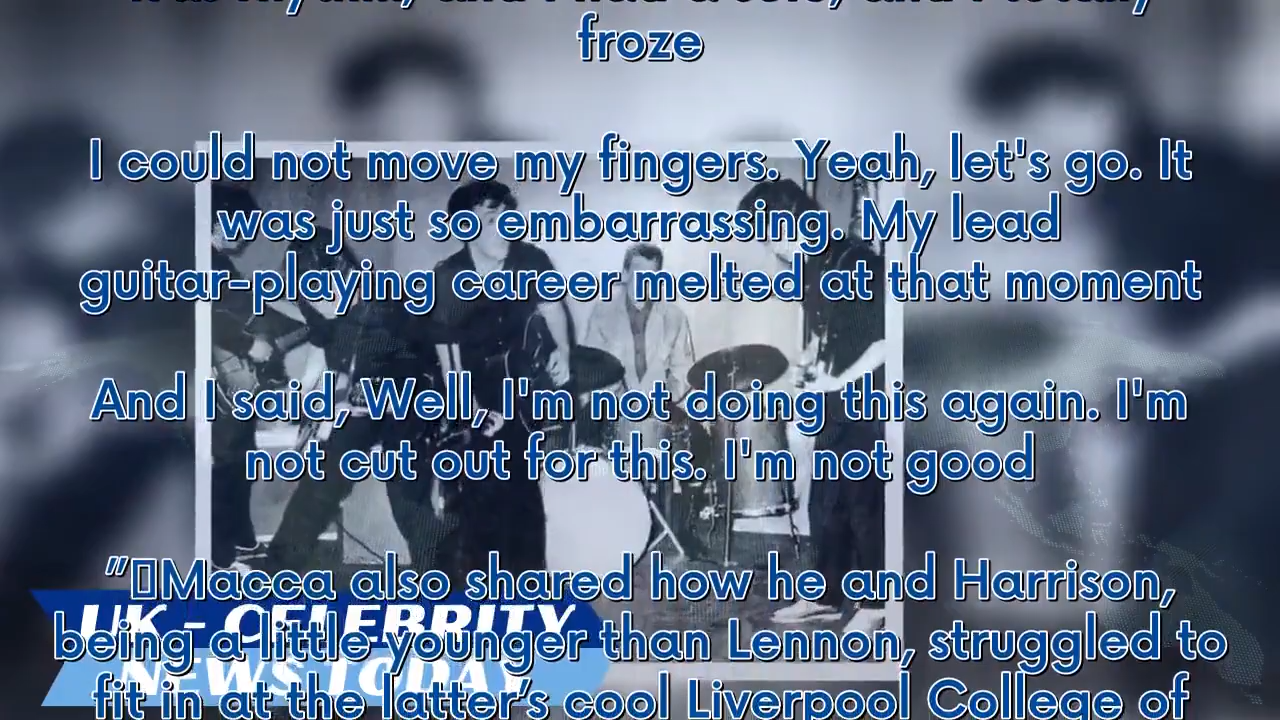 froze
I could not move my fingers. Yeah, let's go. It
was just so embarrassing. My lead
guitar-playing career melted at that moment
And I said, Well, I'm not doing this again. I'm
not cut out for this. I'm not good
"▯Macca also shared how he and Harrison,
UK - CELEBRITY
being a little younger than Lennon, struggled to
NEWS TODAY
fit in at the latter's cool Liverpool College of